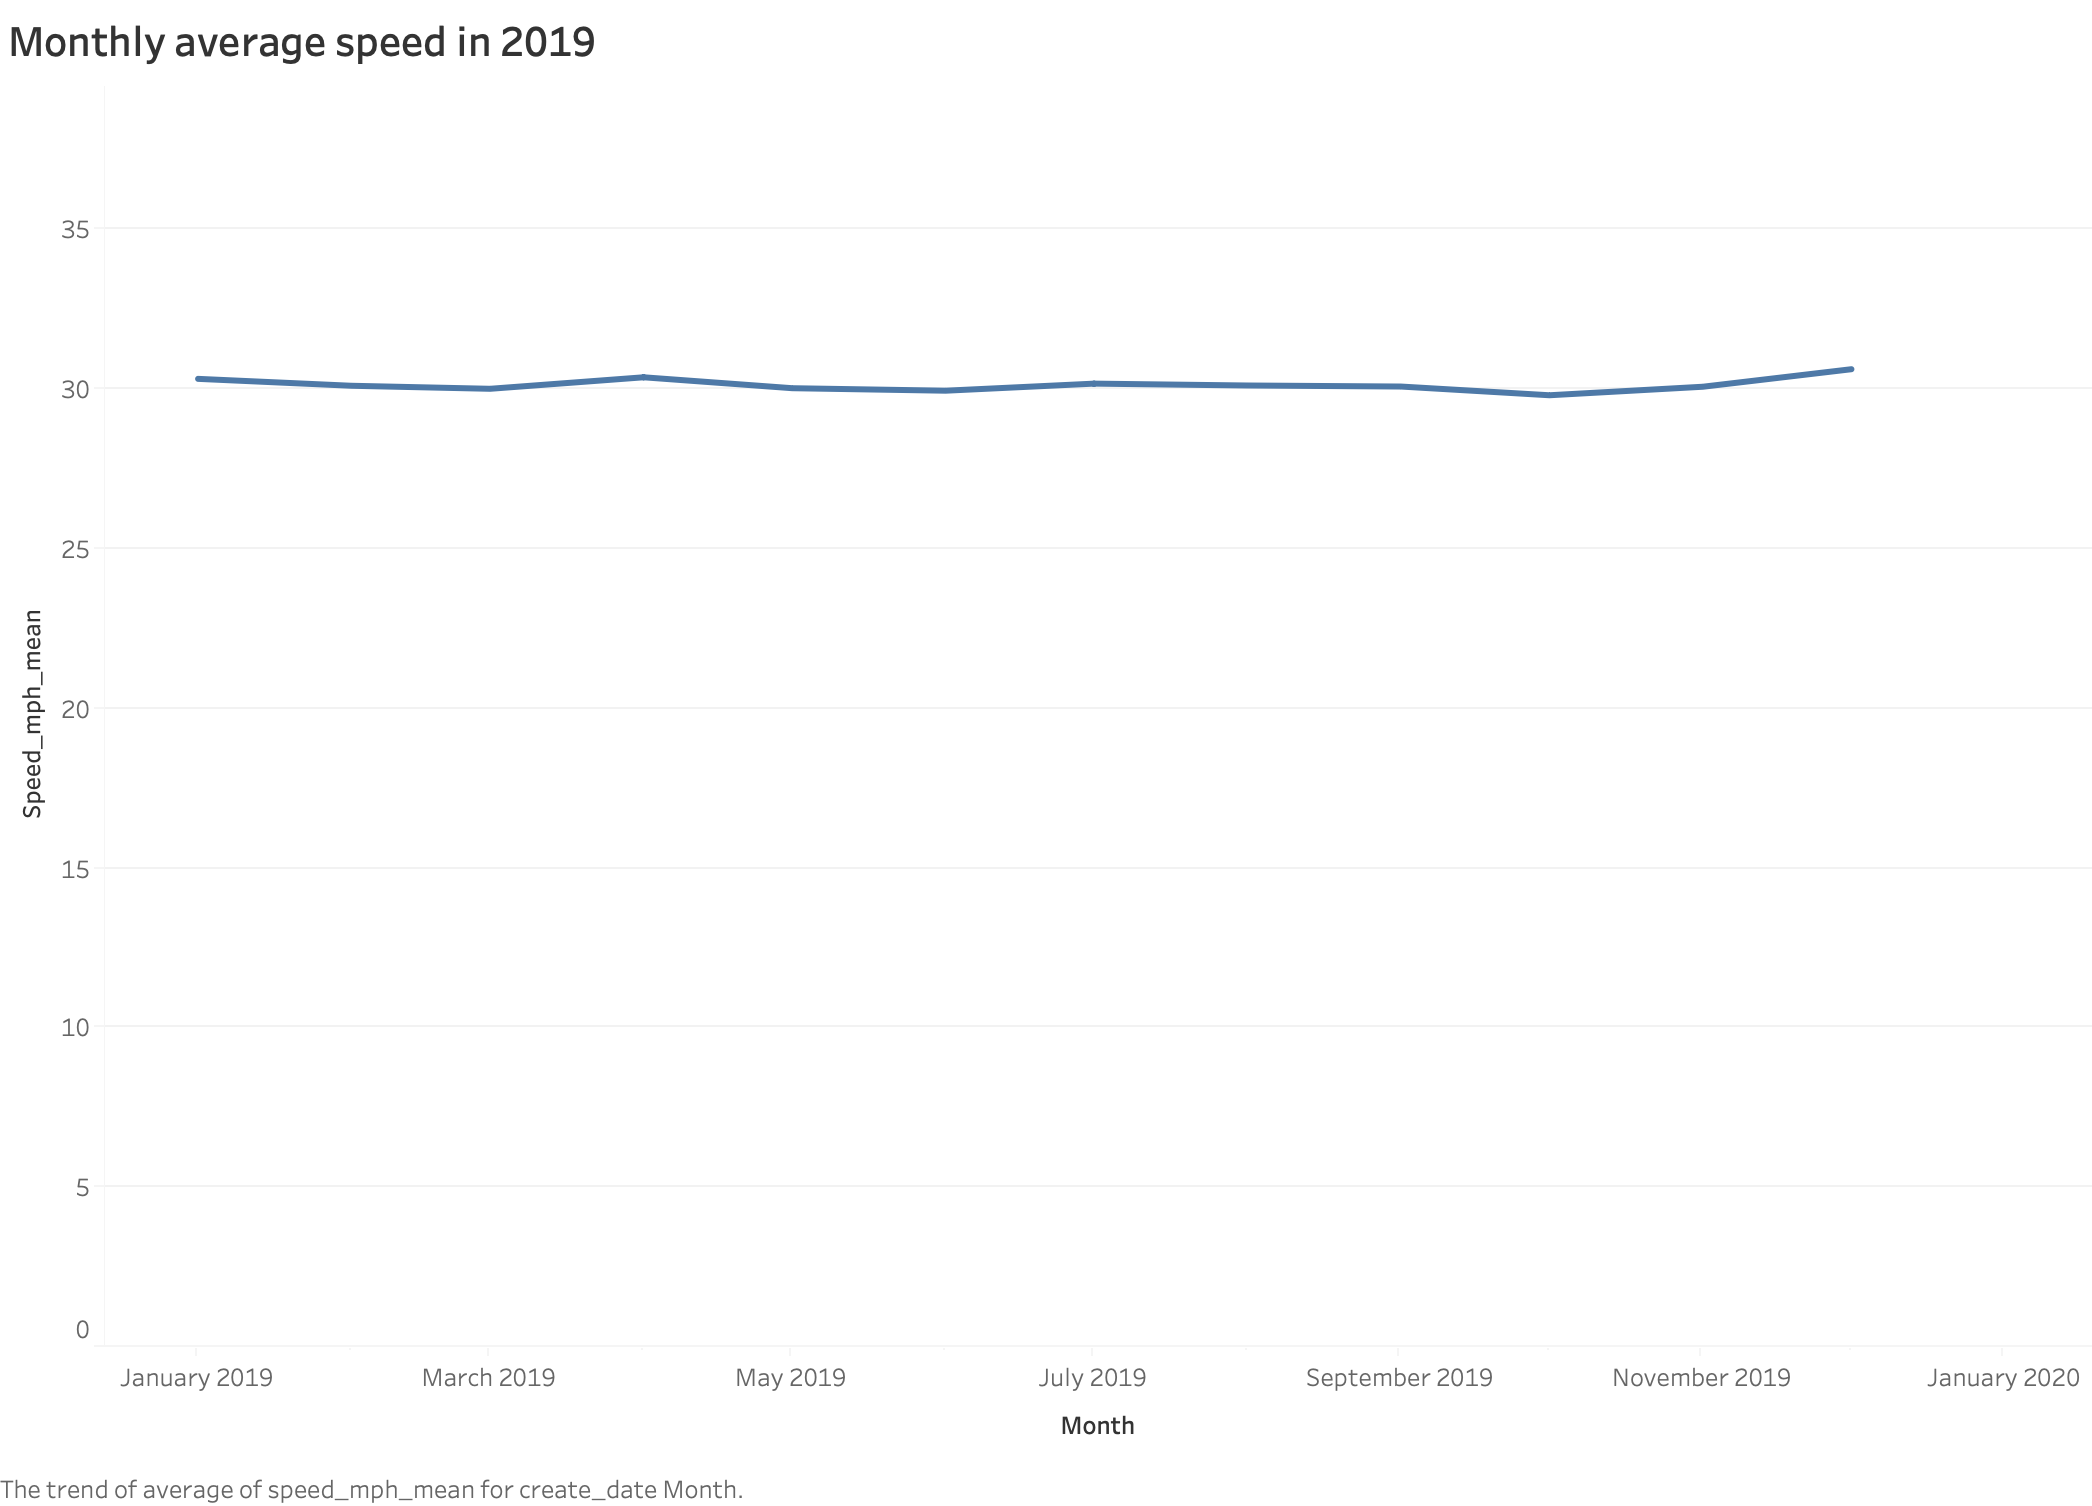 Monthly average speed in 2019
35
30
25
20
15
10
5
0
Speed_mph_mean
January 2019
March 2019
May 2019
July 2019
September 2019
November 2019
January 2020
Month
The trend of average of speed_mph_mean for create_date Month.